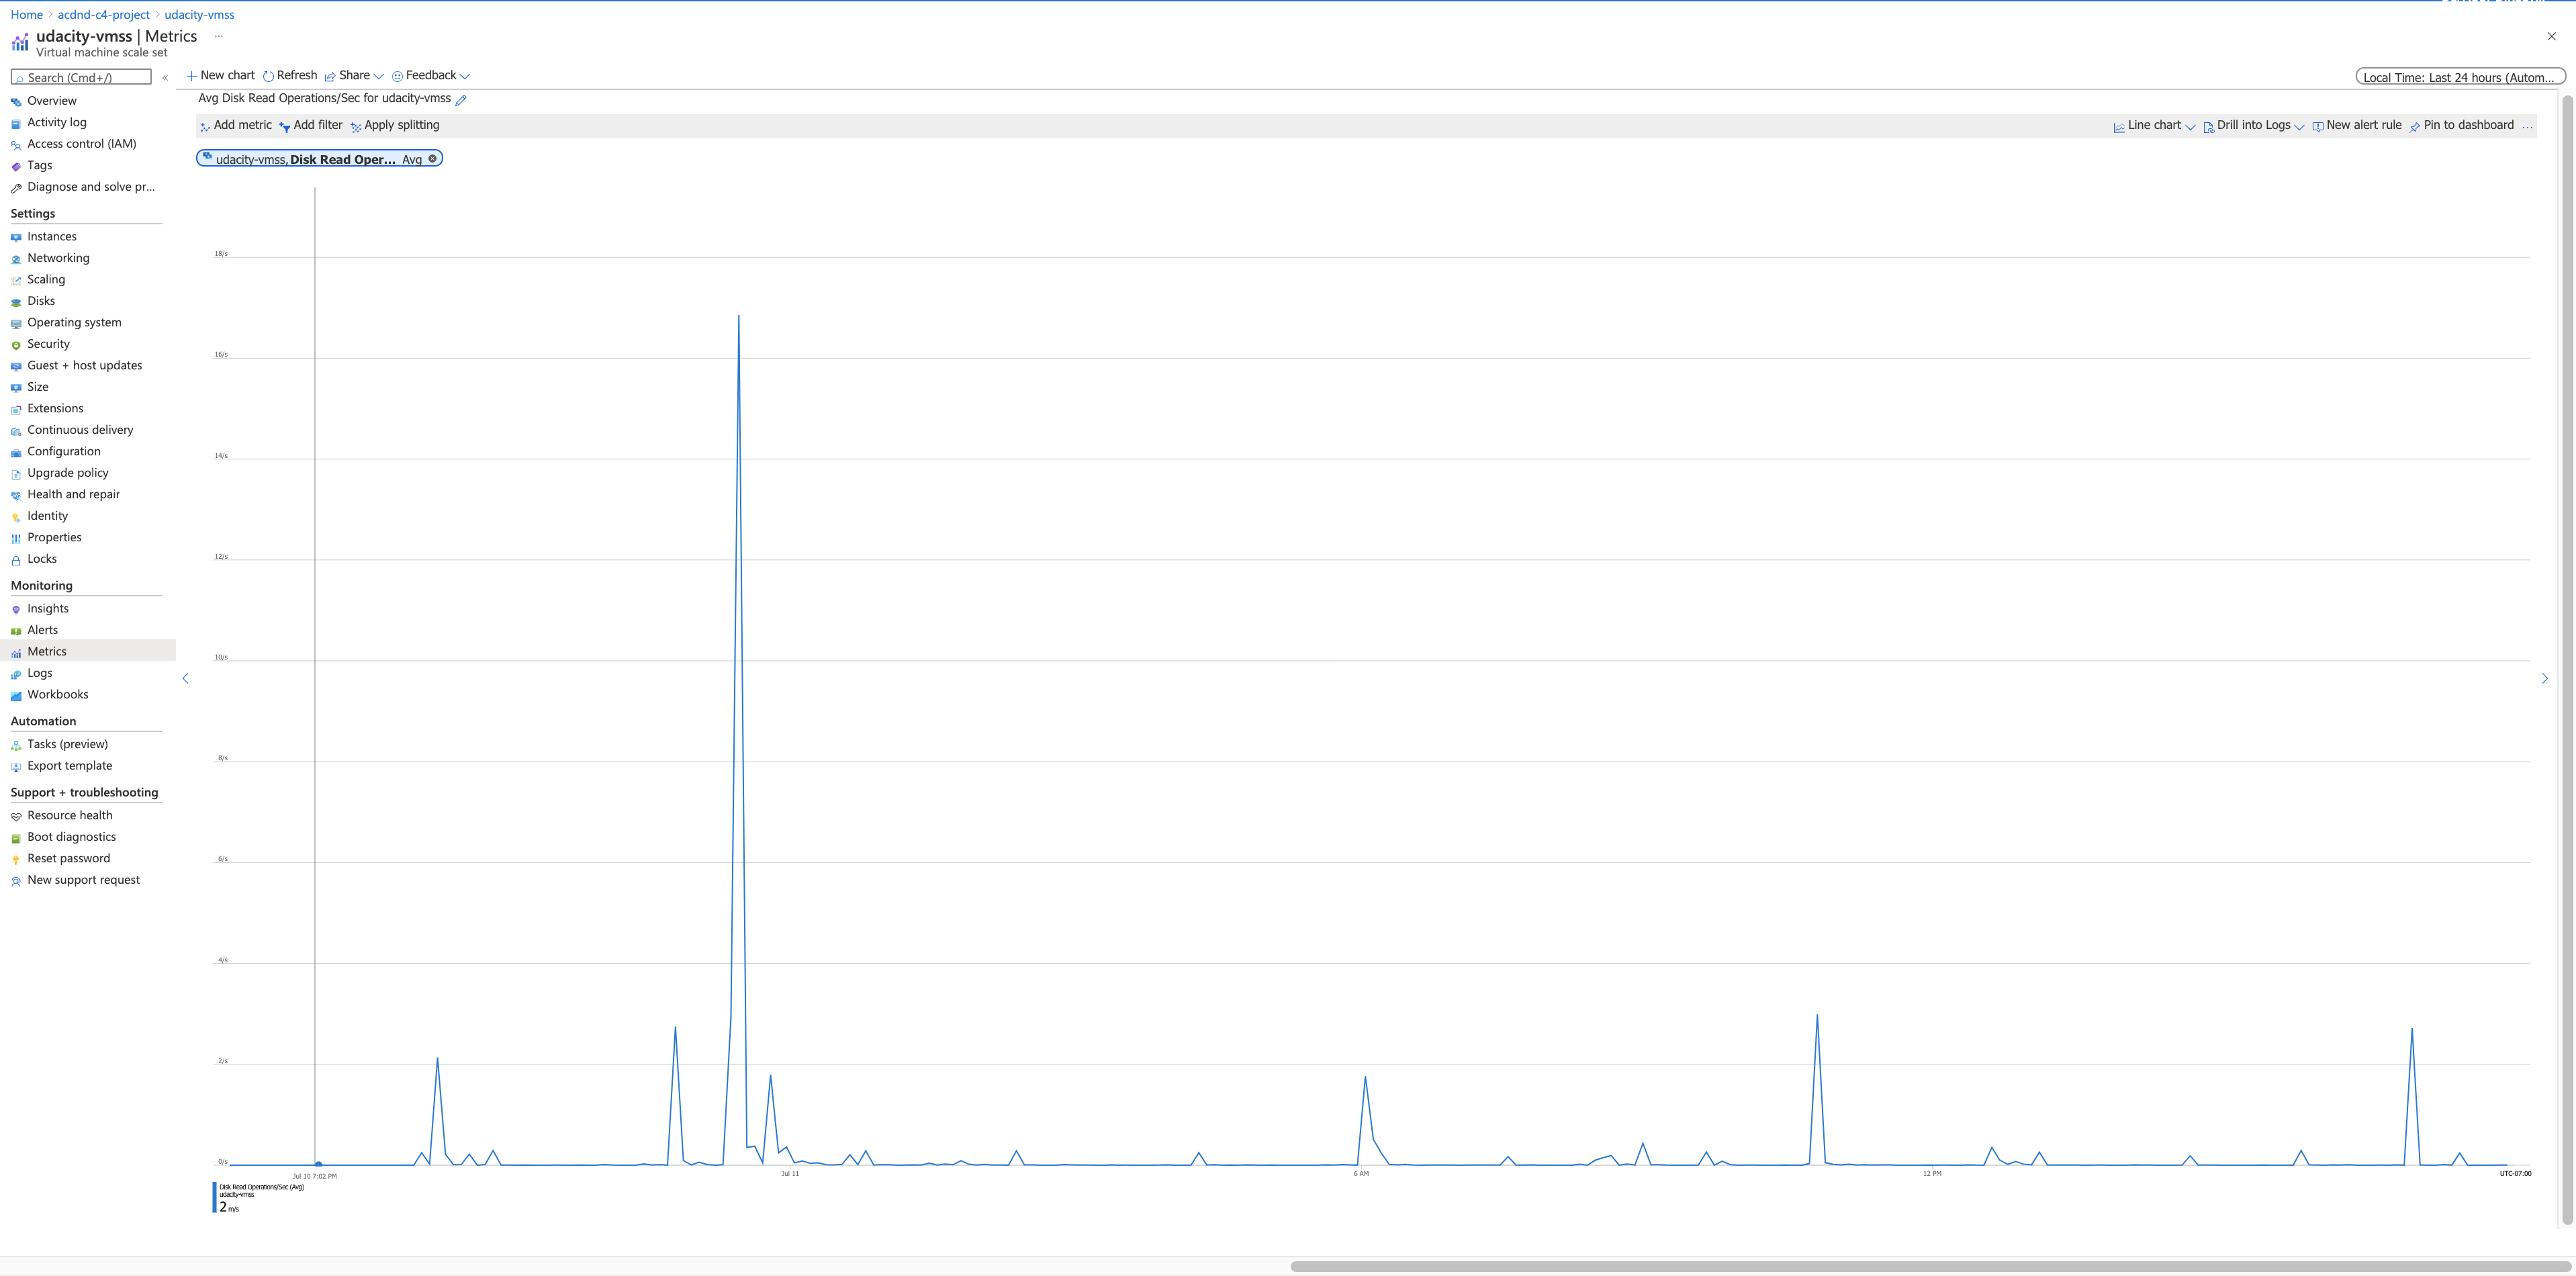 Home > acdnd-c4-project > udacity-vmss
udacity-vmss | Metrics ...
Virtual machine scale set
Search (Cmd+/) «
New chart Refresh Share Feedback
Local Time: Last 24 hours (Autom...
Overview
Activity log
Access control (IAM)
Tags
Diagnose and solve pr...
Settings
Instances
Networking
Scaling
Disks
Operating system
Security
Guest + host updates
Size
Extensions
Continuous delivery
Configuration
Upgrade policy
Health and repair
Identity
Properties
Locks
Monitoring
Insights
Alerts
Metrics
Logs
Workbooks
Automation
Tasks (preview)
Export template
Support + troubleshooting
Resource health
Boot diagnostics
Reset password
New support request
Avg Disk Read Operations/Sec for udacity-vmss
Add metric Add filter Apply splitting
Line chart Drill into Logs New alert rule Pin to dashboard ...
udacity-vmss, Disk Read Oper... Avg
18/s
16/s
14/s
12/s
10/s
8/s
6/s
4/s
2/s
0/s
Jul 10 7:02 PM Jul 11 6 AM 12 PM UTC-07:00
Disk Read Operations/Sec (Avg)
udacity-vmss
2 m/s